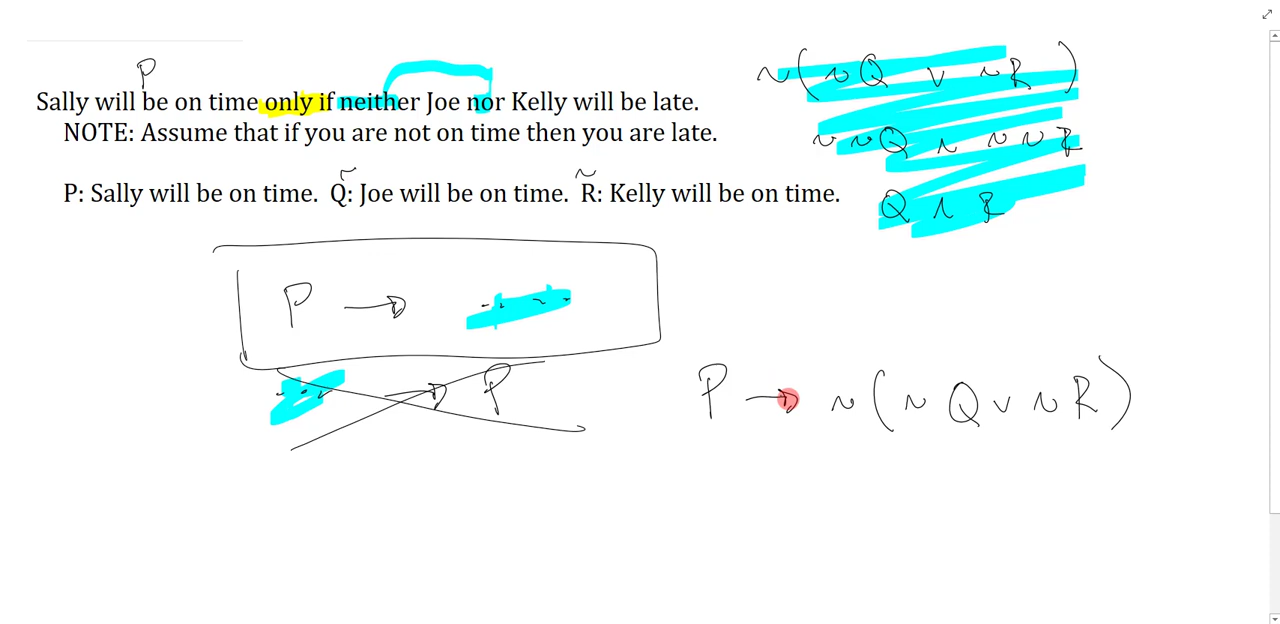 P
Sally will be on time only if neither Joe nor Kelly will be late.
NOTE: Assume that if you are not on time then you are late.
~ ~
P: Sally will be on time. Q: Joe will be on time. R: Kelly will be on time.
~(~Q ∨ ~R)
~~Q ∧ ~~R
Q ∧ R
P →
→ P
P → ~(~Q ∨ ~R)